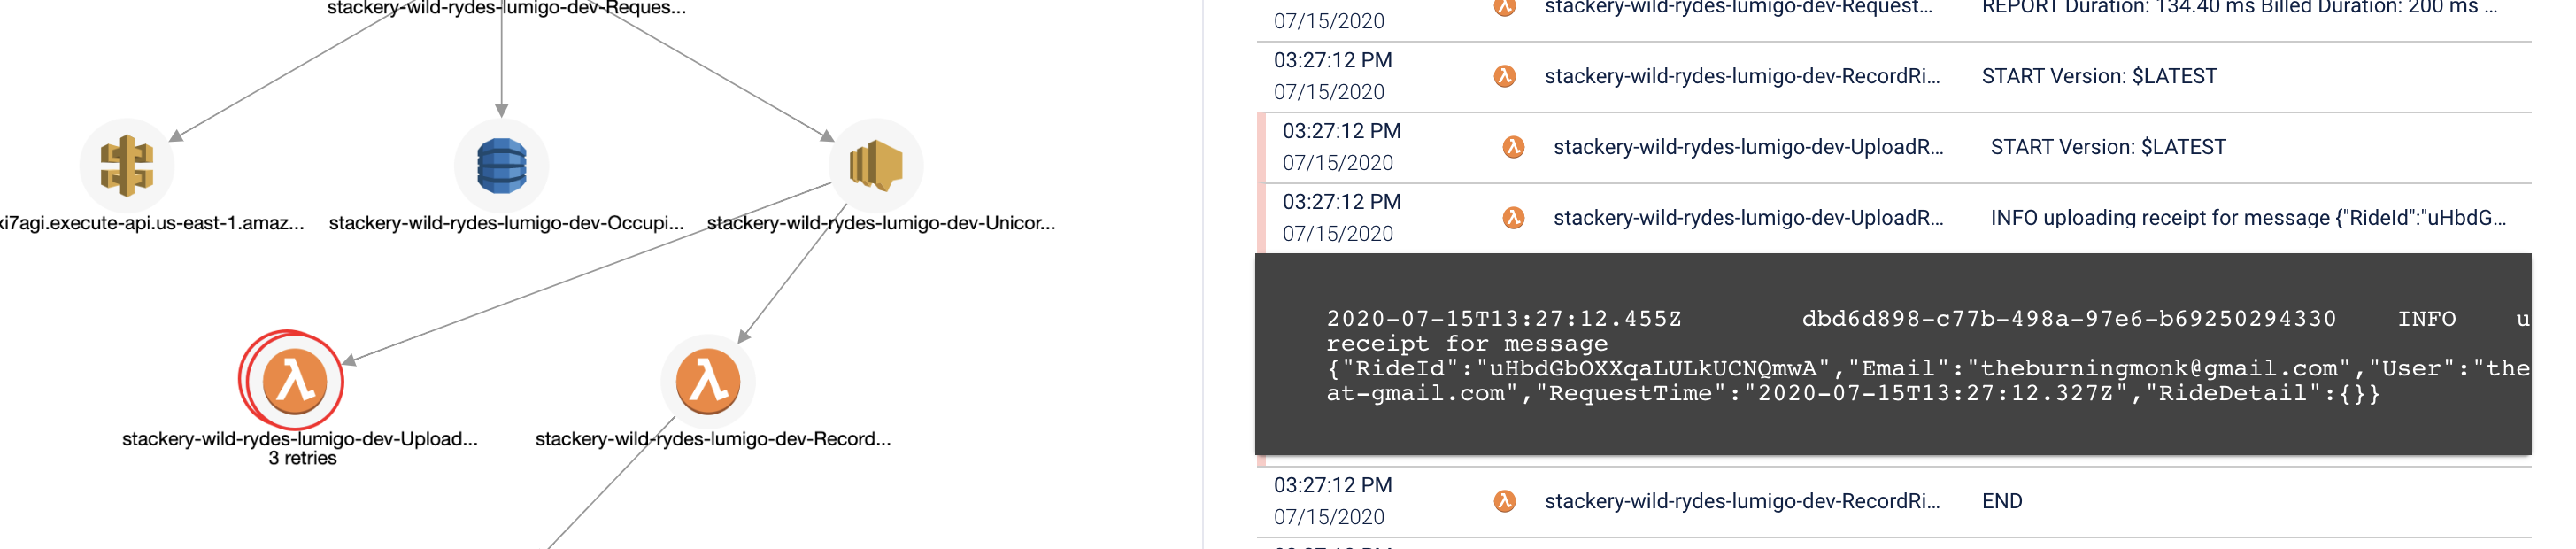 stackery-wild-rydes-lumigo-dev-Reques...
xi7agi.execute-api.us-east-1.amaz...
stackery-wild-rydes-lumigo-dev-Occupi...
stackery-wild-rydes-lumigo-dev-Unicor...
stackery-wild-rydes-lumigo-dev-Upload...
3 retries
stackery-wild-rydes-lumigo-dev-Record...
07/15/2020
stackery-wild-rydes-lumigo-dev-Request...
REPORT Duration: 134.40 ms Billed Duration: 200 ms ...
03:27:12 PM
07/15/2020
stackery-wild-rydes-lumigo-dev-RecordRi...
START Version: $LATEST
03:27:12 PM
07/15/2020
stackery-wild-rydes-lumigo-dev-UploadR...
START Version: $LATEST
03:27:12 PM
07/15/2020
stackery-wild-rydes-lumigo-dev-UploadR...
INFO uploading receipt for message {"RideId":"uHbdG...
2020-07-15T13:27:12.455Z dbd6d898-c77b-498a-97e6-b69250294330 INFO u
receipt for message
{"RideId":"uHbdGbOXXqaLULkUCNQmwA","Email":"theburningmonk@gmail.com","User":"the
at-gmail.com","RequestTime":"2020-07-15T13:27:12.327Z","RideDetail":{}}
03:27:12 PM
07/15/2020
stackery-wild-rydes-lumigo-dev-RecordRi...
END